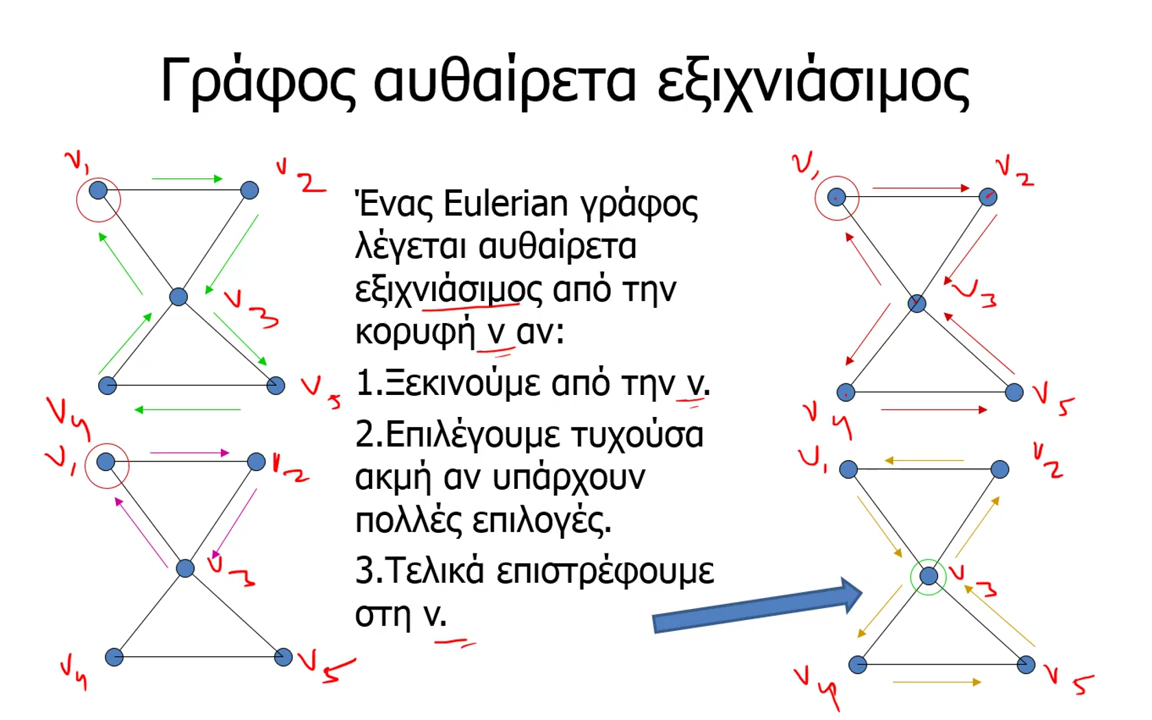 Γράφος αυθαίρετα εξιχνιάσιμος
v1
v2
v3
v4
v5
Ένας Eulerian γράφος
λέγεται αυθαίρετα
εξιχνιάσιμος από την
κορυφή v αν:
1.Ξεκινούμε από την v.
2.Επιλέγουμε τυχούσα
ακμή αν υπάρχουν
πολλές επιλογές.
3.Τελικά επιστρέφουμε
στη v.
v1
v2
v3
v4
v5
v1
v2
v3
v4
v5
v1
v2
v3
v4
v5